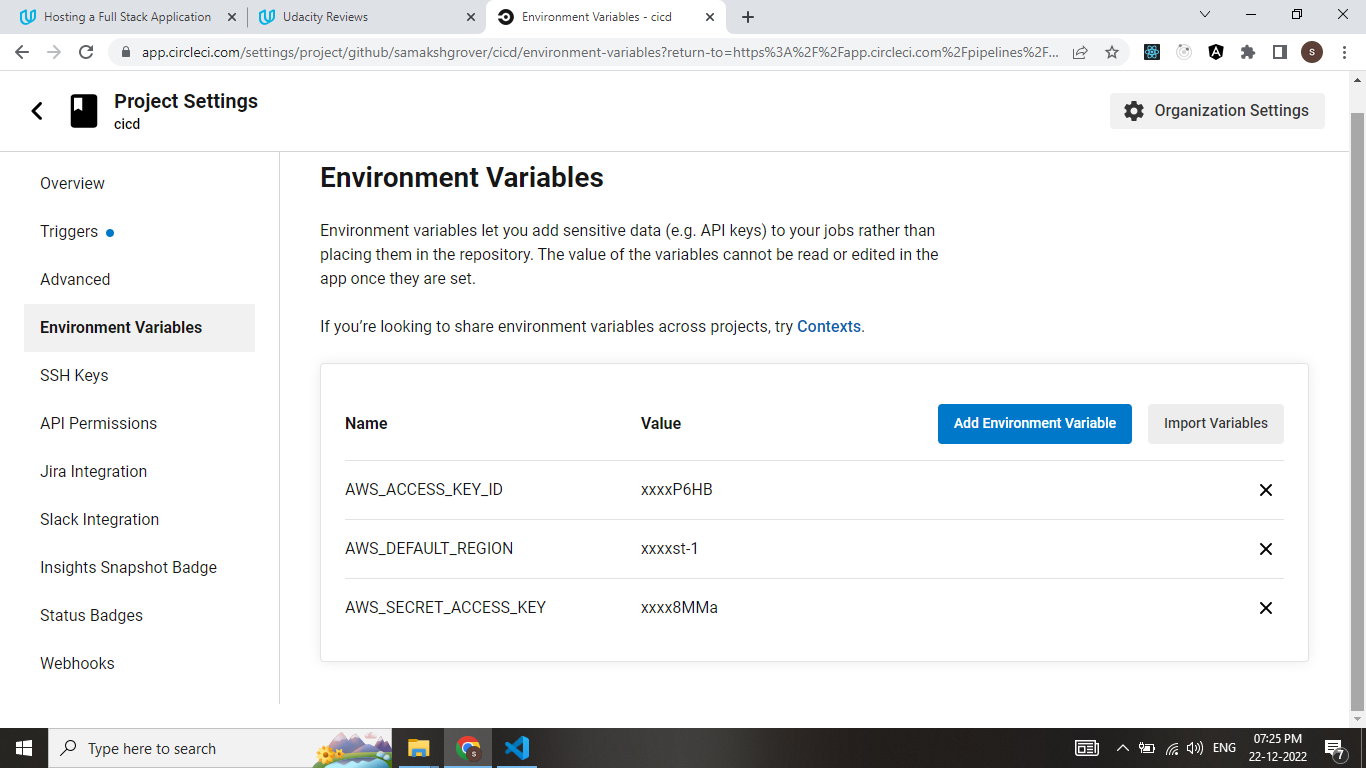 Hosting a Full Stack Application
Udacity Reviews
Environment Variables - cicd
app.circleci.com/settings/project/github/samakshgrover/cicd/environment-variables?return-to=https%3A%2F%2Fapp.circleci.com%2Fpipelines%2F...
s
Project Settings
cicd
Organization Settings
Overview
Triggers
Advanced
Environment Variables
SSH Keys
API Permissions
Jira Integration
Slack Integration
Insights Snapshot Badge
Status Badges
Webhooks
Environment Variables
Environment variables let you add sensitive data (e.g. API keys) to your jobs rather than
placing them in the repository. The value of the variables cannot be read or edited in the
app once they are set.
If you’re looking to share environment variables across projects, try Contexts.
Name Value Add Environment Variable Import Variables
AWS_ACCESS_KEY_ID xxxxP6HB
AWS_DEFAULT_REGION xxxxst-1
AWS_SECRET_ACCESS_KEY xxxx8MMa
Type here to search
S
ENG
07:25 PM
22-12-2022
7